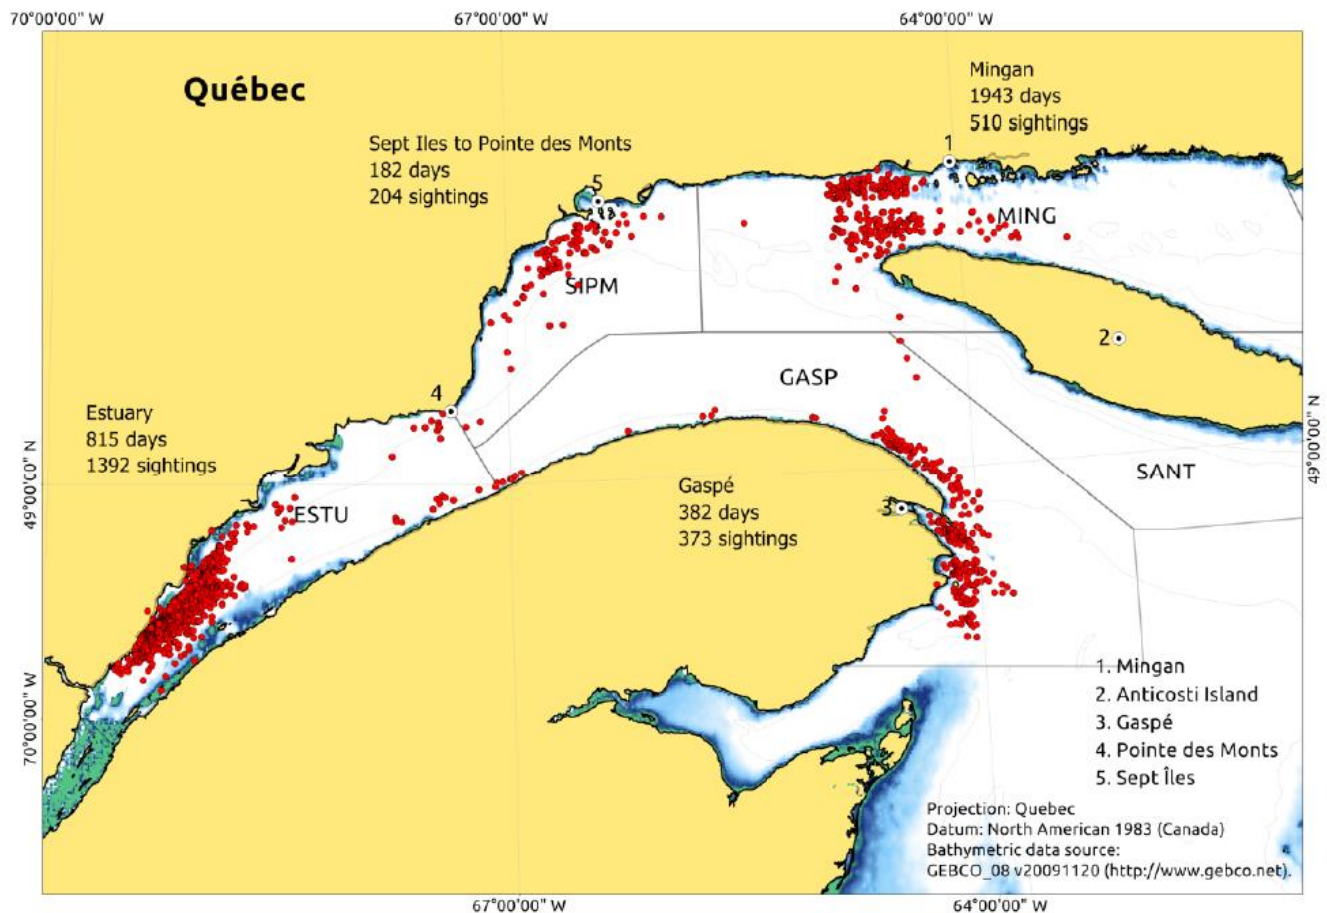 70°00'00" W
67°00'00" W
64°00'00" W
Québec
Mingan
1943 days
510 sightings
Sept Iles to Pointe des Monts
182 days
204 sightings
1
5
MING
SIPM
2
GASP
4
Estuary
815 days
1392 sightings
49°00'0,0" N
49°00'00" N
SANT
Gaspé
382 days
373 sightings
3
ESTU
70°00'00" W
1. Mingan
2. Anticosti Island
3. Gaspé
4. Pointe des Monts
5. Sept Îles
Projection: Quebec
Datum: North American 1983 (Canada)
Bathymetric data source:
GEBCO_08 v20091120 (http://www.gebco.net).
67°00'00" W
64°00'00" W